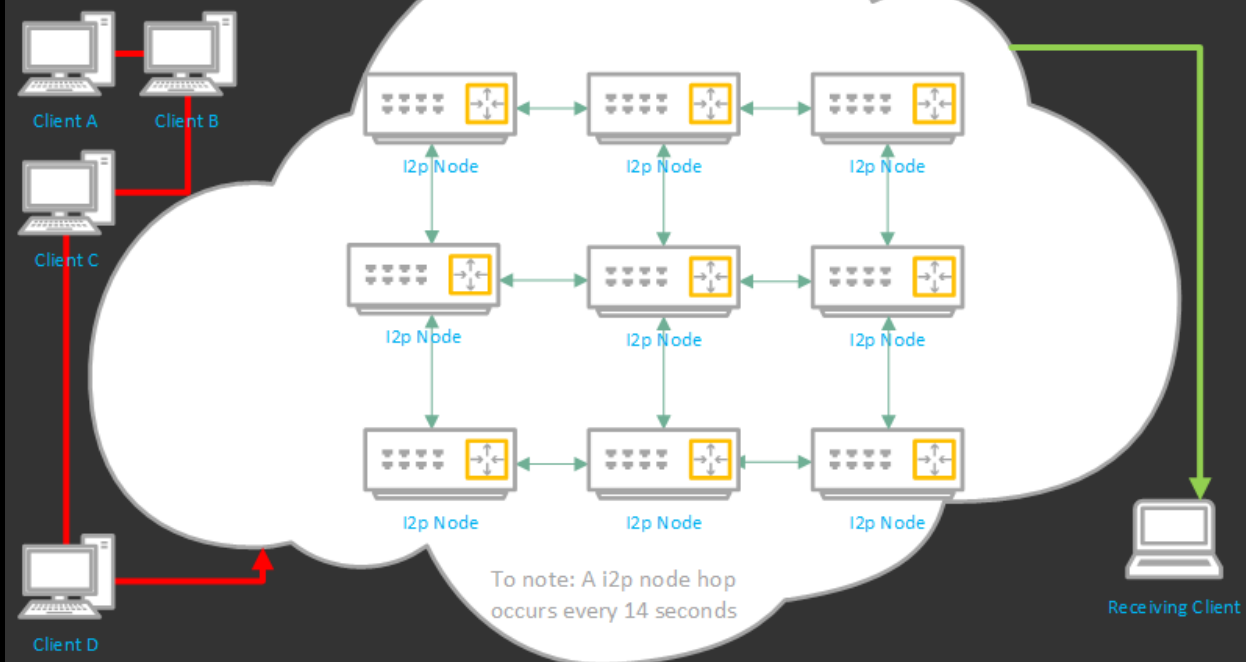 Client A
Client B
I2p Node
I2p Node
I2p Node
Client C
I2p Node
I2p Node
I2p Node
I2p Node
I2p Node
I2p Node
To note: A i2p node hop
occurs every 14 seconds
Receiving Client
Client D